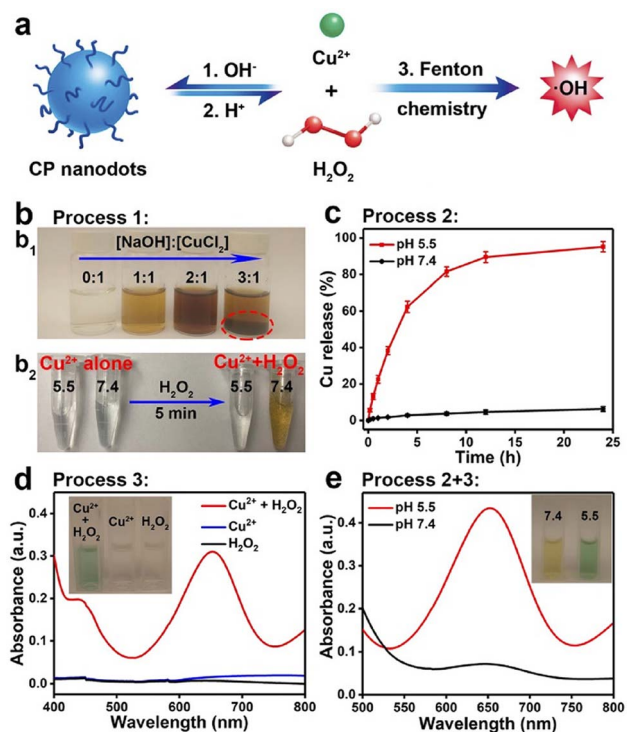 a
Cu²⁺
1. OH⁻
2. H⁺
+
3. Fenton
chemistry
·OH
CP nanodots
H₂O₂
b Process 1:
b₁
[NaOH]:[CuCl₂]
0:1 1:1 2:1 3:1
b₂
Cu²⁺ alone
5.5 7.4
H₂O₂
5 min
Cu²⁺+H₂O₂
5.5 7.4
c Process 2:
pH 5.5
pH 7.4
Cu release (%)
100
80
60
40
20
0
0 5 10 15 20 25
Time (h)
d Process 3:
Cu²⁺
+
H₂O₂
Cu²⁺
H₂O₂
Cu²⁺ + H₂O₂
Cu²⁺
H₂O₂
Absorbance (a.u.)
0.4
0.3
0.2
0.1
0.0
400 500 600 700 800
Wavelength (nm)
e Process 2+3:
pH 5.5
pH 7.4
7.4 5.5
Absorbance (a.u.)
0.4
0.3
0.2
0.1
0.0
500 550 600 650 700 750 800
Wavelength (nm)